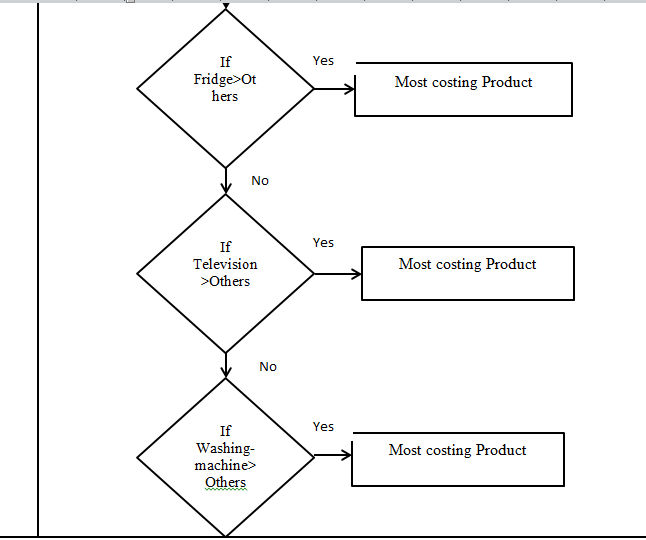 If
Fridge>Ot
hers
Yes
Most costing Product
No
If
Television
>Others
Yes
Most costing Product
No
If
Washing-
machine>
Others
Yes
Most costing Product